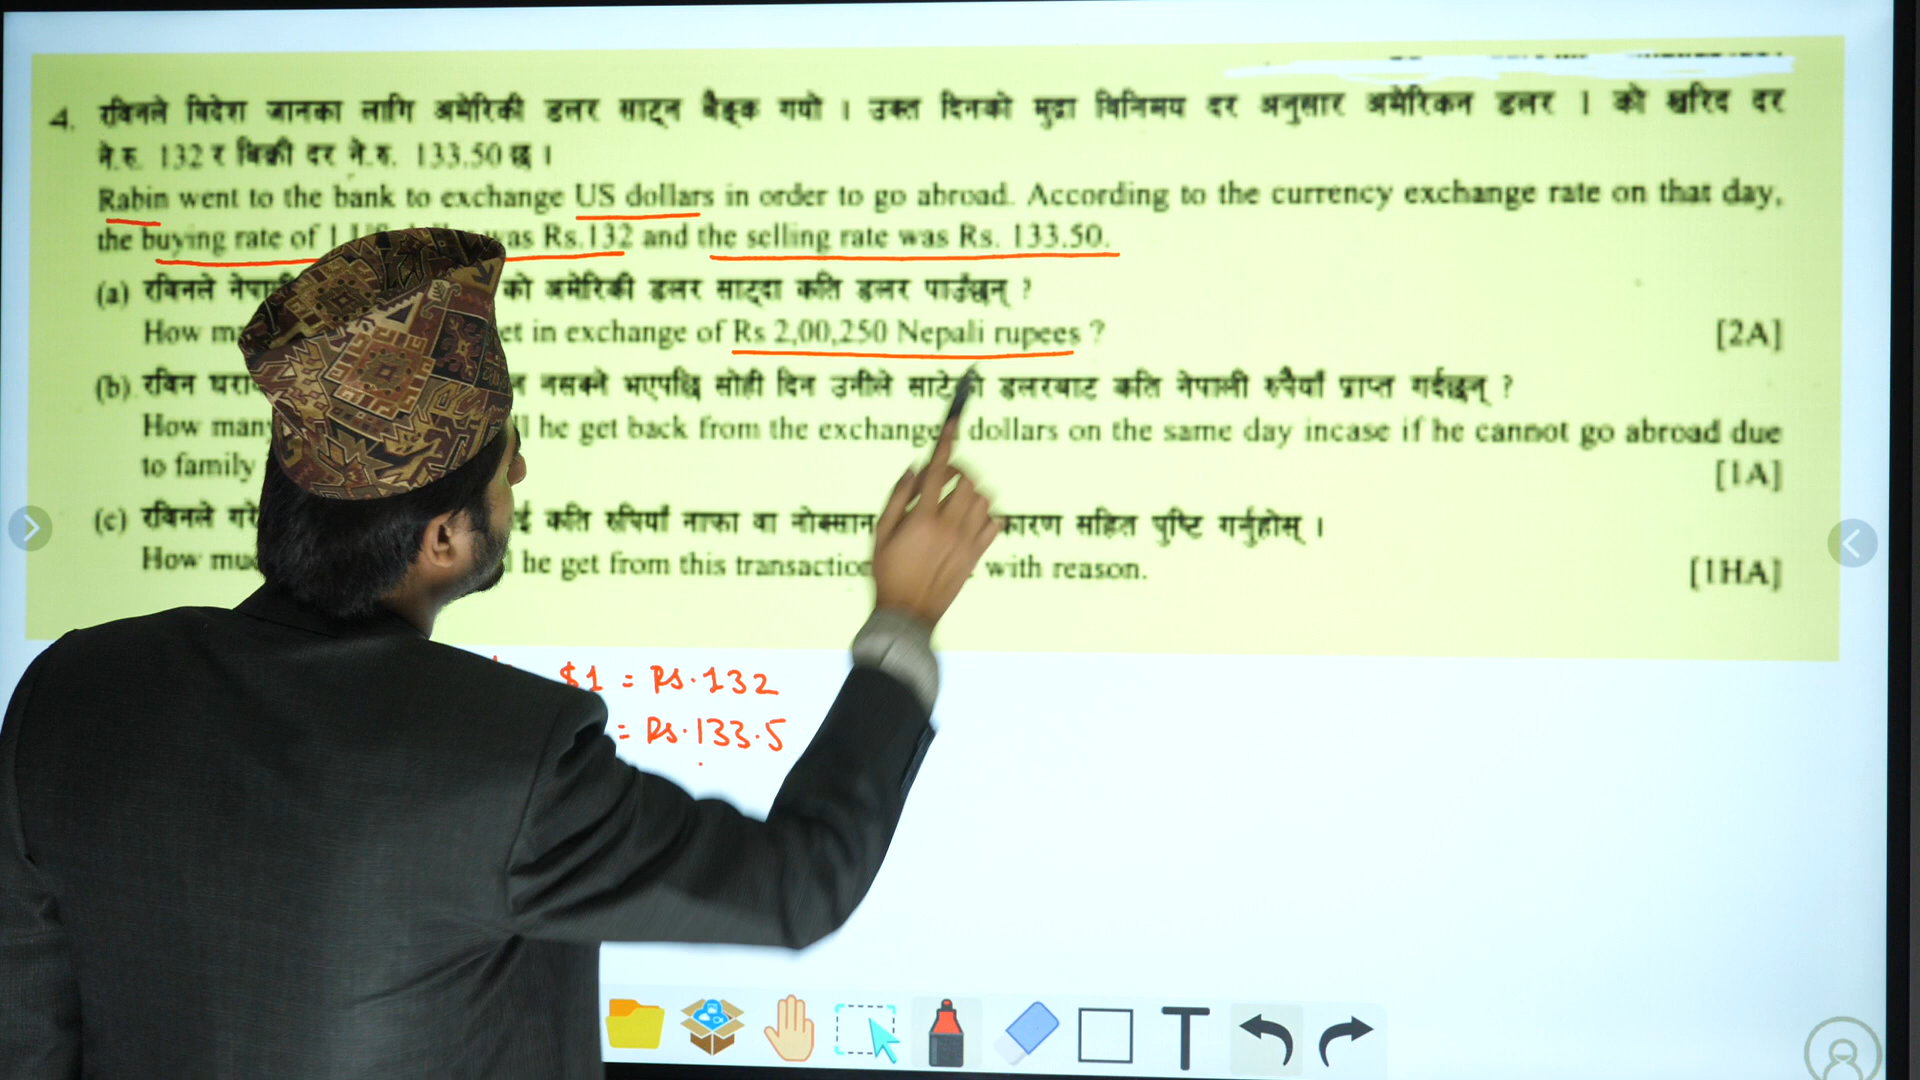 4. रविनले विदेश जानका लागि अमेरिकी डलर साट्न बैङ्क गयो । उक्त दिनको मुद्रा विनिमय दर अनुसार अमेरिकन डलर 1 को खरिद दर
ने.रु. 132 र बिक्री दर ने.रु. 133.50 छ ।
Rabin went to the bank to exchange US dollars in order to go abroad. According to the currency exchange rate on that day,
the buying rate of 1 was Rs.132 and the selling rate was Rs. 133.50.
(a) रविनले को अमेरिकी डलर साट्दा कति डलर पाउँछन् ?
How in exchange of Rs 2,00,250 Nepali rupees ? [2A]
(b) रविन नसक्ने भएपछि सोही दिन उनीले साटेको डलरबाट कति नेपाली रुपैयाँ प्राप्त गर्दछन् ?
How he get back from the exchange dollars on the same day incase if he cannot go abroad due
to family [1A]
(c) रविनले कति रुपियाँ नाफा वा नोक्सान कारण सहित पुष्टि गर्नुहोस् ।
How he get from this transaction with reason. [1HA]
$1 = Rs.132
= Rs.133.5
T